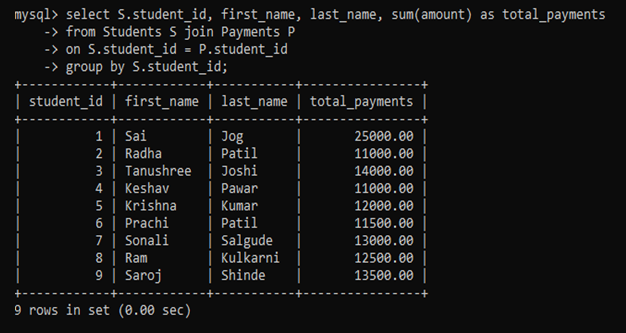 mysql> select S.student_id, first_name, last_name, sum(amount) as total_payments
-> from Students S join Payments P
-> on S.student_id = P.student_id
-> group by S.student_id;
+------------+------------+-----------+----------------+
| student_id | first_name | last_name | total_payments |
+------------+------------+-----------+----------------+
| 1 | Sai | Jog | 25000.00 |
| 2 | Radha | Patil | 11000.00 |
| 3 | Tanushree | Joshi | 14000.00 |
| 4 | Keshav | Pawar | 11000.00 |
| 5 | Krishna | Kumar | 12000.00 |
| 6 | Prachi | Patil | 11500.00 |
| 7 | Sonali | Salgude | 13000.00 |
| 8 | Ram | Kulkarni | 12500.00 |
| 9 | Saroj | Shinde | 13500.00 |
+------------+------------+-----------+----------------+
9 rows in set (0.00 sec)